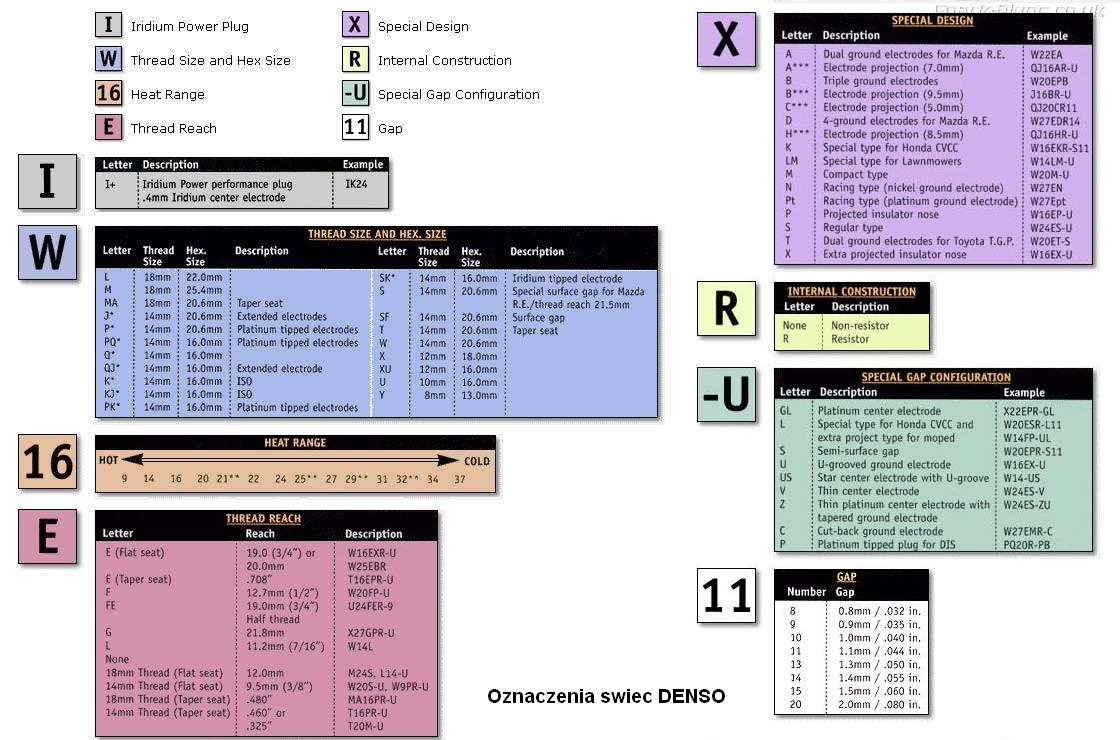 I Iridium Power Plug
W Thread Size and Hex Size
16 Heat Range
E Thread Reach
X Special Design
R Internal Construction
-U Special Gap Configuration
11 Gap
I
Letter Description Example
I+ Iridium Power performance plug IK24
.4mm Iridium center electrode
W
THREAD SIZE AND HEX. SIZE
Letter Thread Size Hex. Size Description
L 18mm 22.0mm
M 18mm 25.4mm
MA 18mm 20.6mm Taper seat
J* 14mm 20.6mm Extended electrodes
P* 14mm 20.6mm Platinum tipped electrodes
PQ* 14mm 16.0mm Platinum tipped electrodes
Q* 14mm 16.0mm
QJ* 14mm 16.0mm Extended electrode
K* 14mm 16.0mm ISO
KJ* 14mm 16.0mm ISO
PK* 14mm 16.0mm Platinum tipped electrodes
Letter Thread Size Hex. Size Description
SK* 14mm 16.0mm Iridium tipped electrode
S 14mm 20.6mm Special surface gap for Mazda
R.E./thread reach 21.5mm
SF 14mm 20.6mm Surface gap
T 14mm 20.6mm Taper seat
W 14mm 20.6mm
X 12mm 18.0mm
XU 12mm 16.0mm
U 10mm 16.0mm
Y 8mm 13.0mm
16
HEAT RANGE
HOT COLD
9 14 16 20 21** 22 24 25** 27 29** 31 32** 34 37
E
THREAD REACH
Letter Reach Description
E (Flat seat) 19.0 (3/4") or W16EXR-U
20.0mm W25EBR
E (Taper seat) .708" T16EPR-U
F 12.7mm (1/2") W20FP-U
FE 19.0mm (3/4") U24FER-9
Half thread
G 21.8mm X27GPR-U
L 11.2mm (7/16") W14L
None
18mm Thread (Flat seat) 12.0mm M24S, L14-U
14mm Thread (Flat seat) 9.5mm (3/8") W20S-U, W9PR-U
18mm Thread (Taper seat) .480" MA16PR-U
14mm Thread (Taper seat) .460" or T16PR-U
.325" T20M-U
Oznaczenia swiec DENSO
X
SPECIAL DESIGN
Letter Description Example
A Dual ground electrodes for Mazda R.E. W22EA
A*** Electrode projection (7.0mm) QJ16AR-U
B Triple ground electrodes W20EPB
B*** Electrode projection (9.5mm) J16BR-U
C*** Electrode projection (5.0mm) QJ20CR11
D 4-ground electrodes for Mazda R.E. W27EDR14
H*** Electrode projection (8.5mm) QJ16HR-U
K Special type for Honda CVCC W16EKR-S11
LM Special type for Lawnmowers W14LM-U
M Compact type W20M-U
N Racing type (nickel ground electrode) W27EN
Pt Racing type (platinum ground electrode) W27Ept
P Projected insulator nose W16EP-U
S Regular type W24ES-U
T Dual ground electrodes for Toyota T.G.P. W20ET-S
X Extra projected insulator nose W16EX-U
R
INTERNAL CONSTRUCTION
Letter Description
None Non-resistor
R Resistor
-U
SPECIAL GAP CONFIGURATION
Letter Description Example
GL Platinum center electrode X22EPR-GL
L Special type for Honda CVCC and W20ESR-L11
extra project type for moped W14FP-UL
S Semi-surface gap W20EPR-S11
U U-grooved ground electrode W16EX-U
US Star center electrode with U-groove W14-US
V Thin center electrode W24ES-V
Z Thin platinum center electrode with W24ES-ZU
tapered ground electrode
C Cut-back ground electrode W27EMR-C
P Platinum tipped plug for DIS PQ20R-PB
11
GAP
Number Gap
8 0.8mm / .032 in.
9 0.9mm / .035 in.
10 1.0mm / .040 in.
11 1.1mm / .044 in.
13 1.3mm / .050 in.
14 1.4mm / .055 in.
15 1.5mm / .060 in.
20 2.0mm / .080 in.